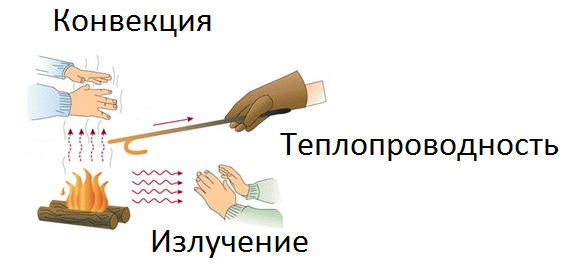 Конвекция
Теплопроводность
Излучение